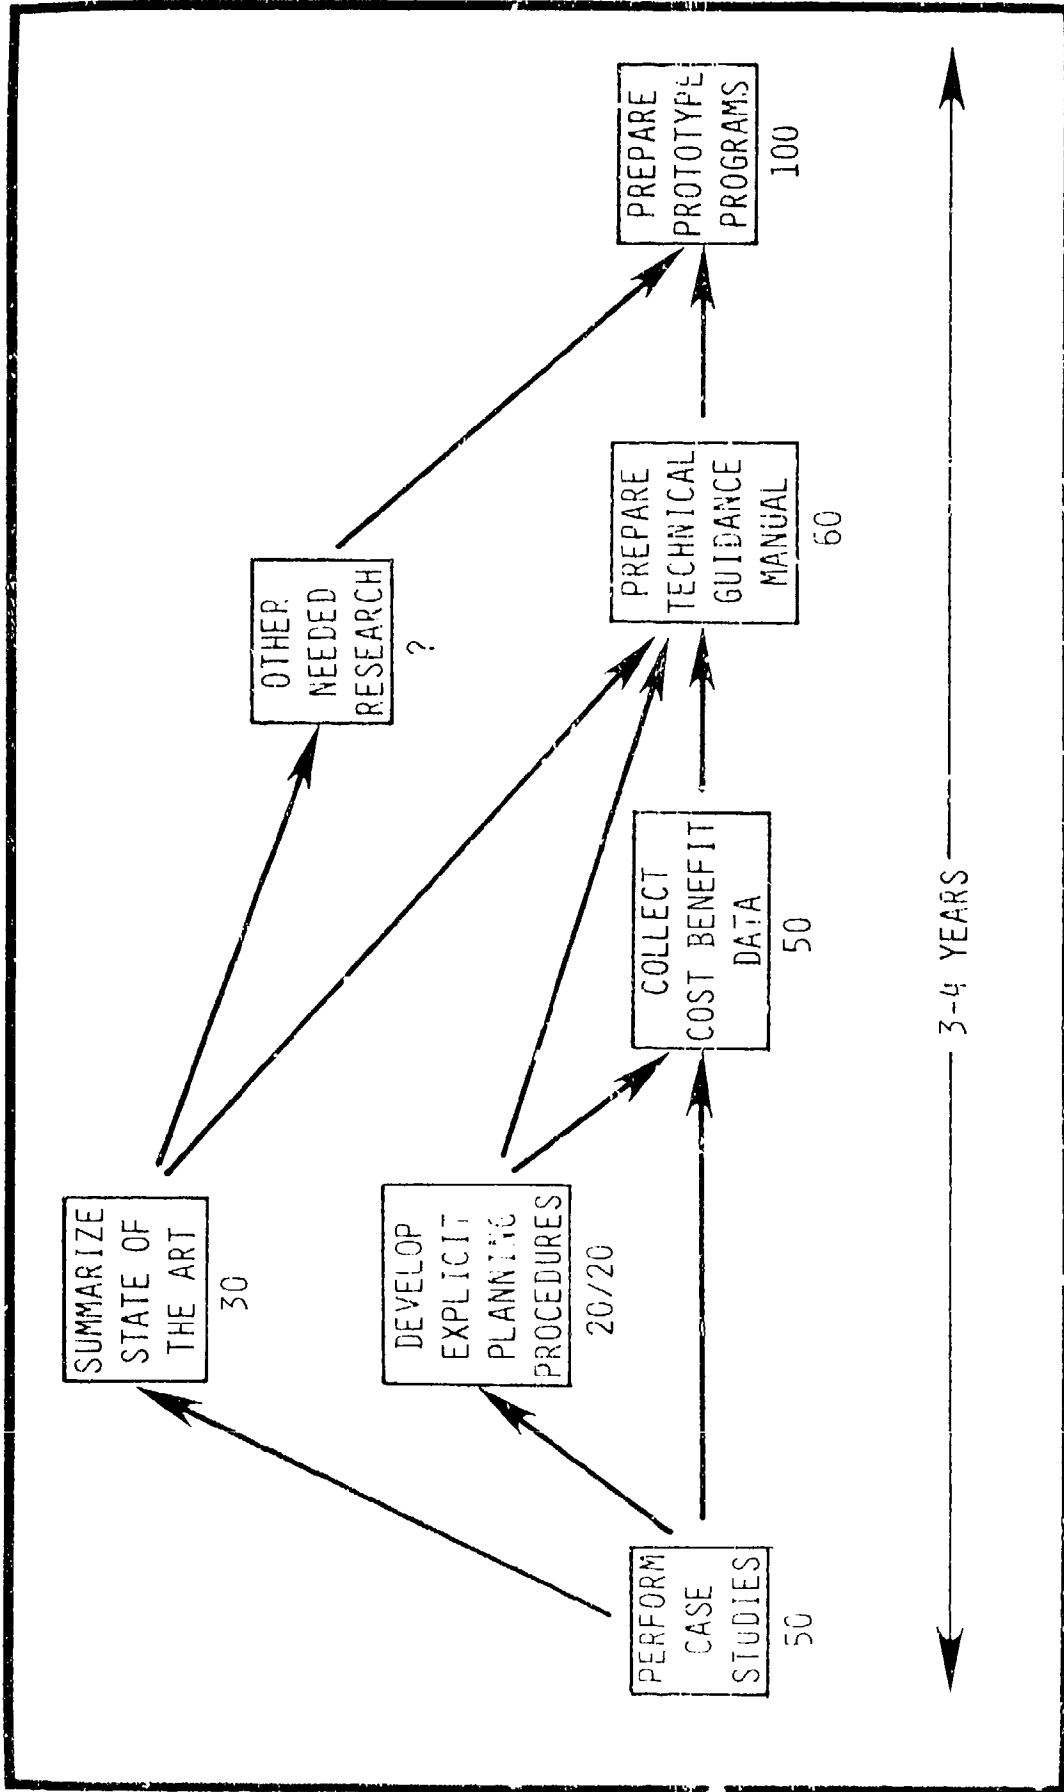 SUMMARIZE
STATE OF
THE ART
30
OTHER
NEEDED
RESEARCH
?
DEVELOP
EXPLICIT
PLANNING
PROCEDURES
20/20
PERFORM
CASE
STUDIES
50
COLLECT
COST BENEFIT
DATA
50
PREPARE
TECHNICAL
GUIDANCE
MANUAL
60
PREPARE
PROTOTYPE
PROGRAMS
100
3-4 YEARS